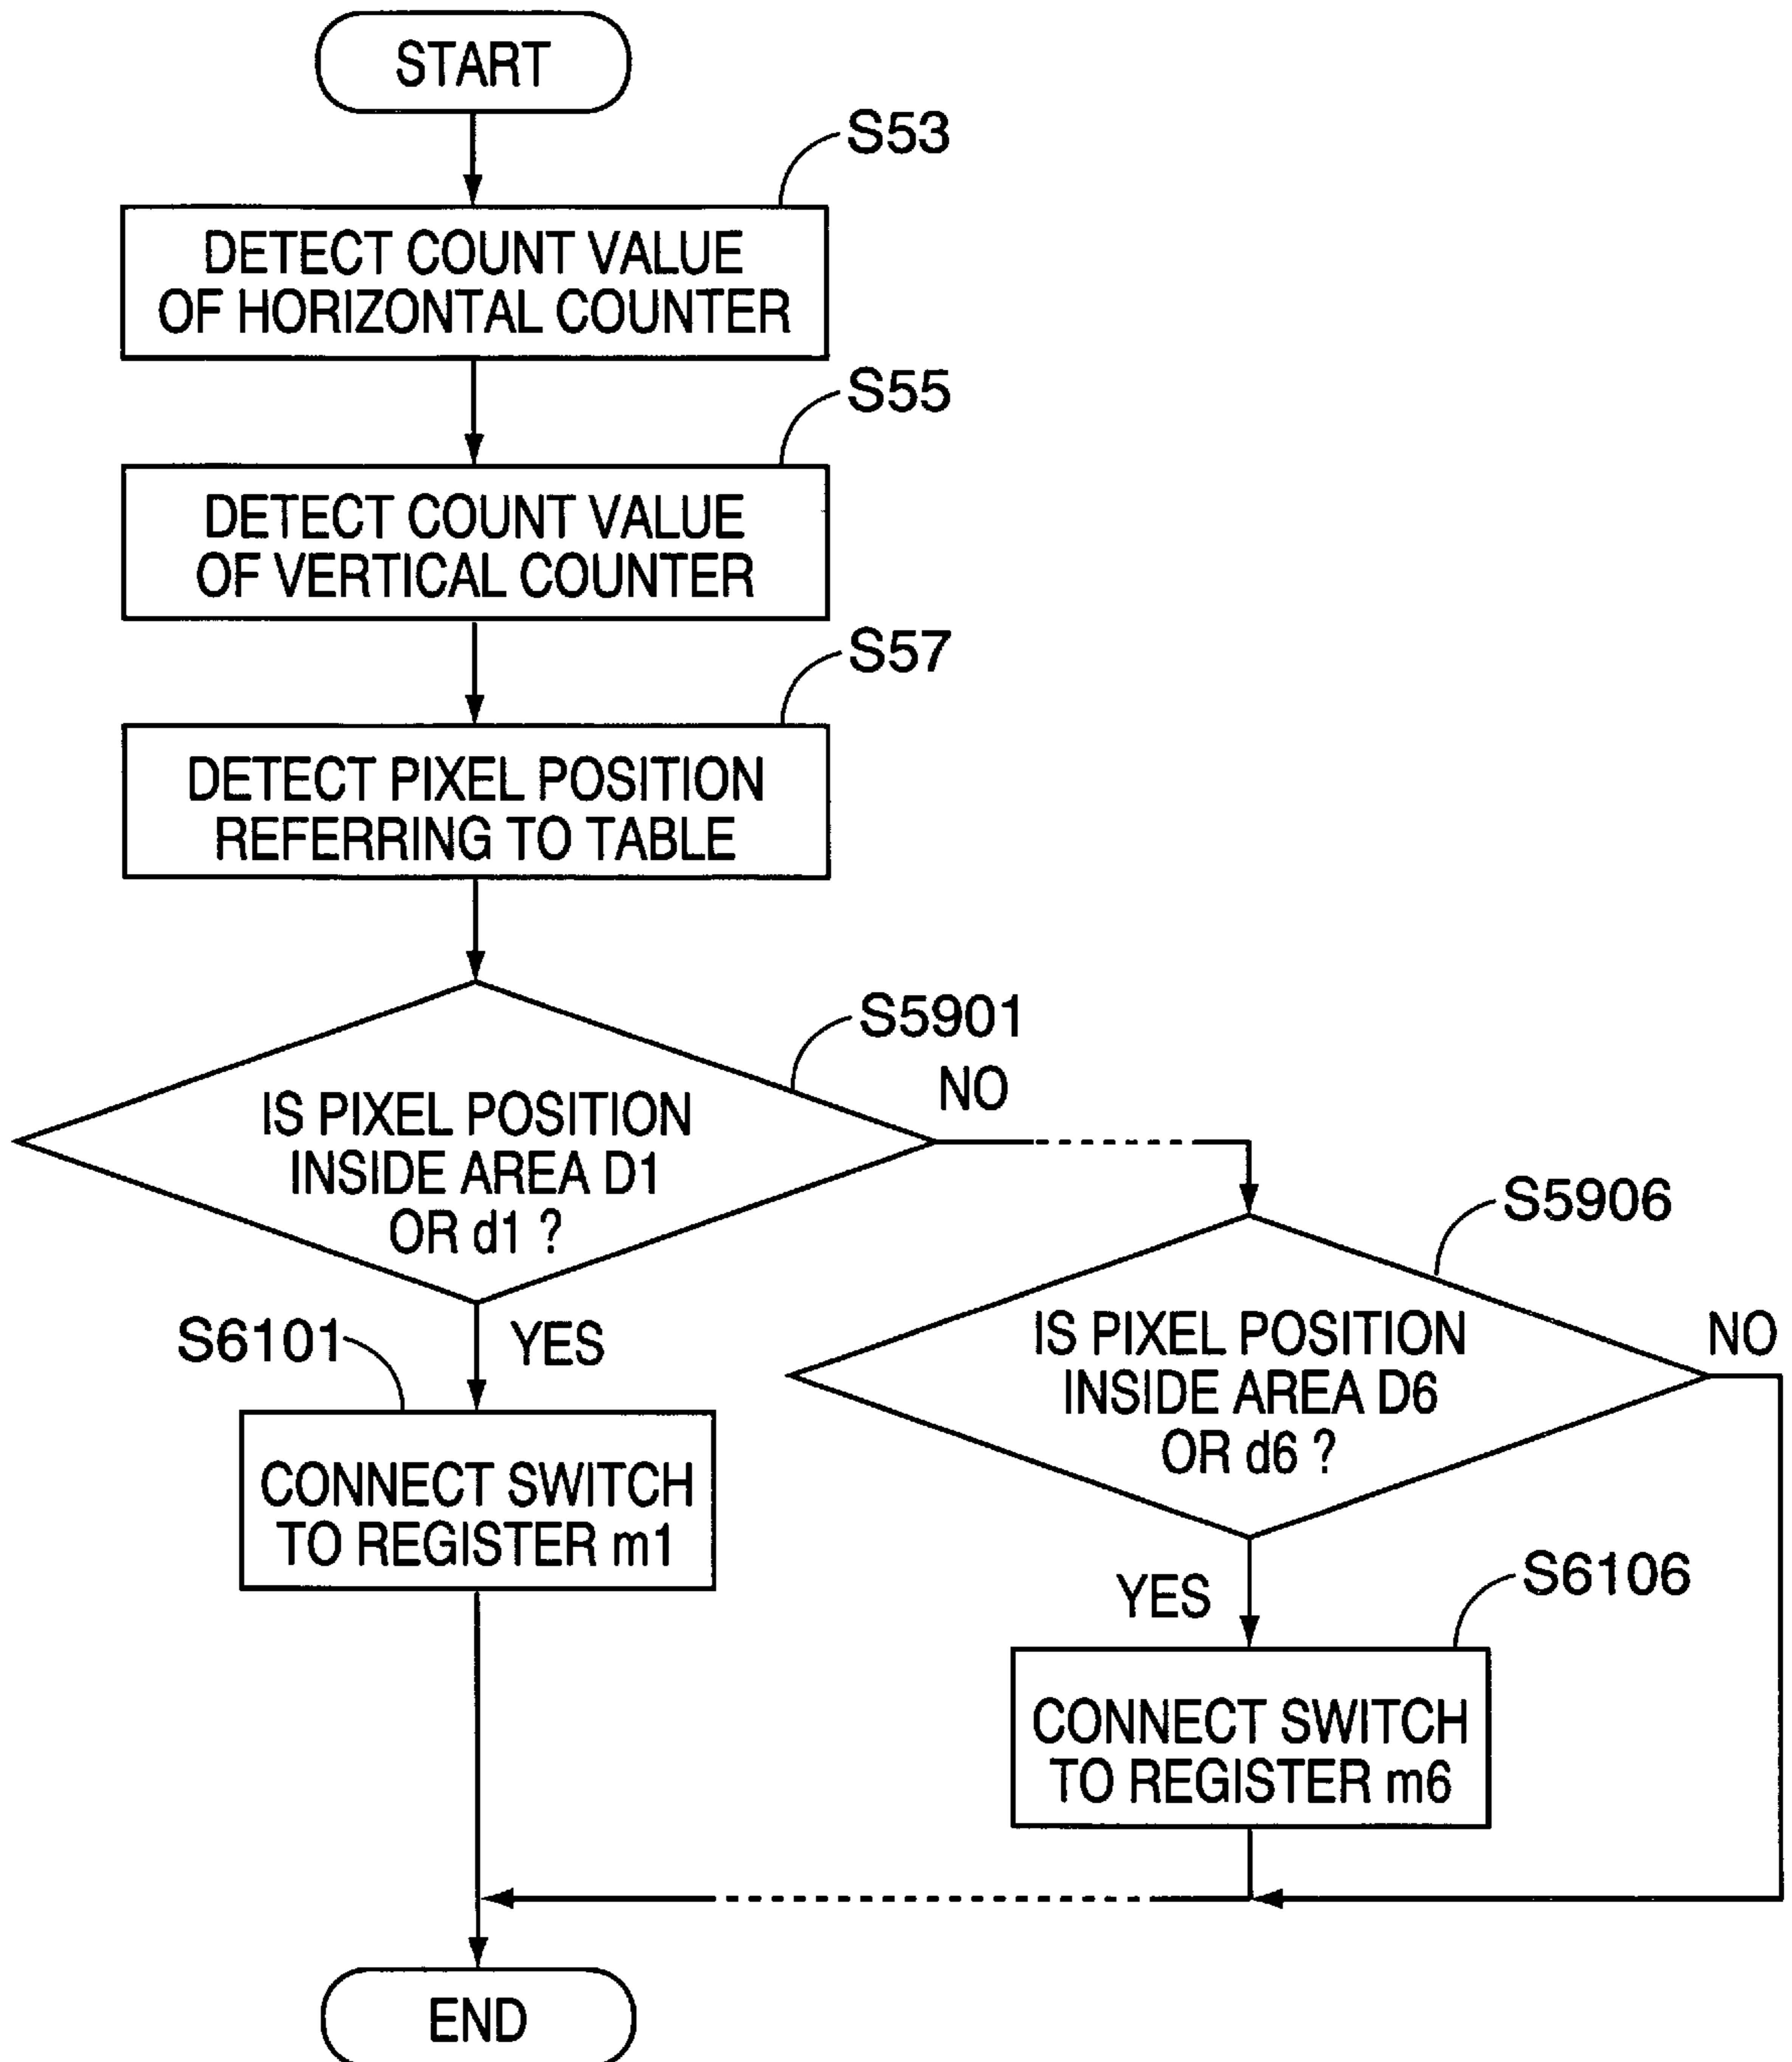 START
S53
DETECT COUNT VALUE
OF HORIZONTAL COUNTER
S55
DETECT COUNT VALUE
OF VERTICAL COUNTER
S57
DETECT PIXEL POSITION
REFERRING TO TABLE
S5901
NO
IS PIXEL POSITION
INSIDE AREA D1
OR d1 ?
S5906
S6101
YES
IS PIXEL POSITION
INSIDE AREA D6
OR d6 ?
NO
CONNECT SWITCH
TO REGISTER m1
YES
S6106
CONNECT SWITCH
TO REGISTER m6
END